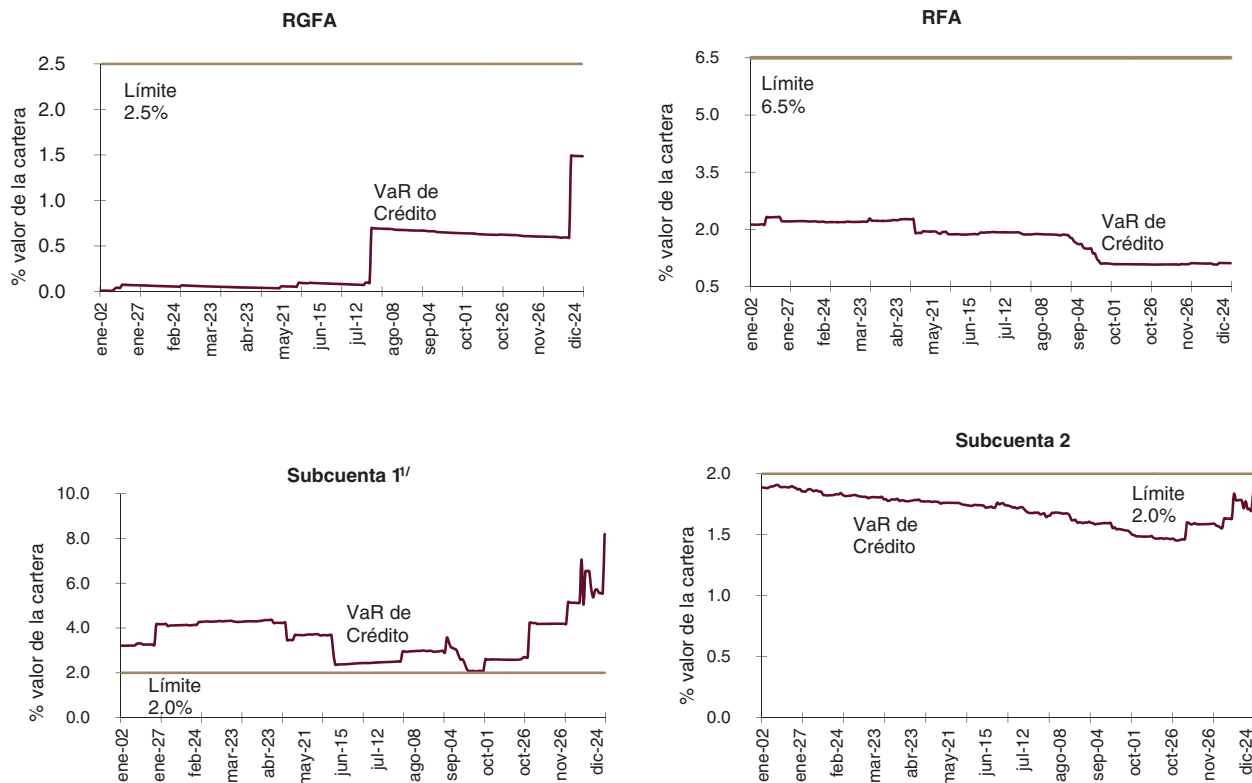 RGFA
% valor de la cartera
2.5
2.0
1.5
1.0
0.5
0.0
Límite
2.5%
VaR de
Crédito
ene-02
ene-27
feb-24
mar-23
abr-23
may-21
jun-15
jul-12
ago-08
sep-04
oct-01
oct-26
nov-26
dic-24
RFA
% valor de la cartera
6.5
5.0
3.5
2.0
0.5
Límite
6.5%
VaR de
Crédito
ene-02
ene-27
feb-24
mar-23
abr-23
may-21
jun-15
jul-12
ago-08
sep-04
oct-01
oct-26
nov-26
dic-24
Subcuenta 1¹/
% valor de la cartera
10.0
8.0
6.0
4.0
2.0
0.0
VaR de
Crédito
Límite
2.0%
ene-02
ene-27
feb-24
mar-23
abr-23
may-21
jun-15
jul-12
ago-08
sep-04
oct-01
oct-26
nov-26
dic-24
Subcuenta 2
% valor de la cartera
2.0
1.5
1.0
0.5
0.0
VaR de
Crédito
Límite
2.0%
ene-02
ene-27
feb-24
mar-23
abr-23
may-21
jun-15
jul-12
ago-08
sep-04
oct-01
oct-26
nov-26
dic-24